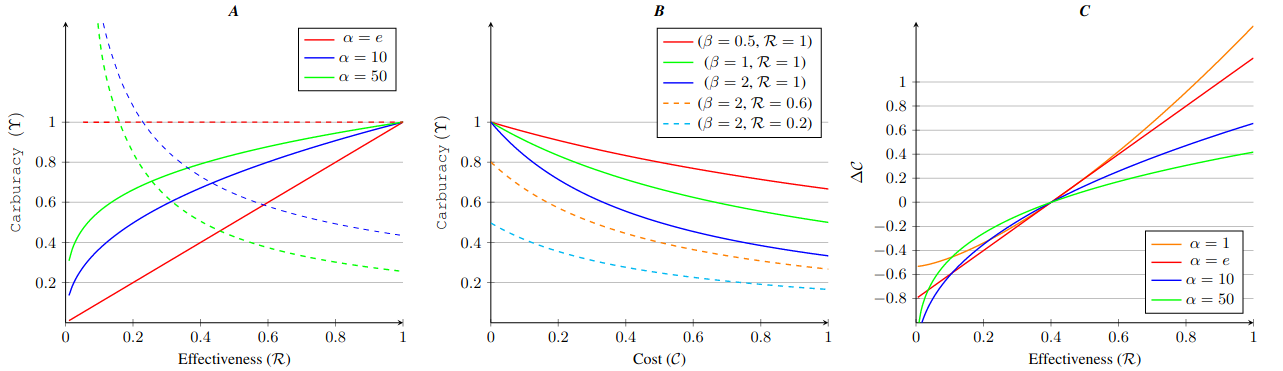 A
α = e
α = 10
α = 50
Carburacy (ϒ)
1
0.8
0.6
0.4
0.2
0 0.2 0.4 0.6 0.8 1
Effectiveness (ℛ)
B
(β = 0.5, ℛ = 1)
(β = 1, ℛ = 1)
(β = 2, ℛ = 1)
(β = 2, ℛ = 0.6)
(β = 2, ℛ = 0.2)
Carburacy (ϒ)
1
0.8
0.6
0.4
0.2
0 0.2 0.4 0.6 0.8 1
Cost (𝒞)
C
Δ𝒞
1
0.8
0.6
0.4
0.2
0
−0.2
−0.4
−0.6
−0.8
α = 1
α = e
α = 10
α = 50
0 0.2 0.4 0.6 0.8 1
Effectiveness (ℛ)